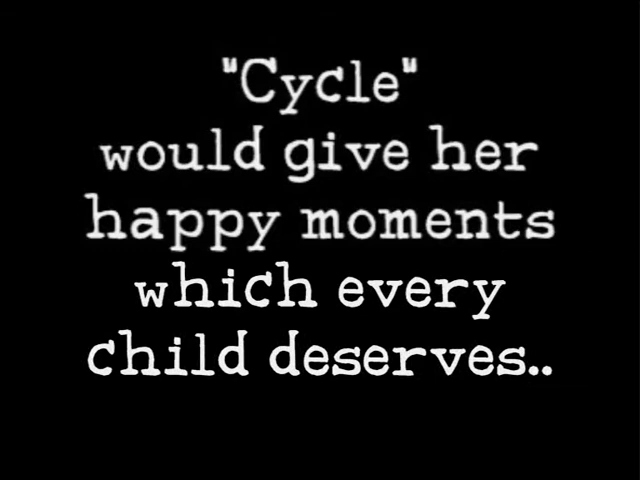 "Cycle"
would give her
happy moments
which every
child deserves..